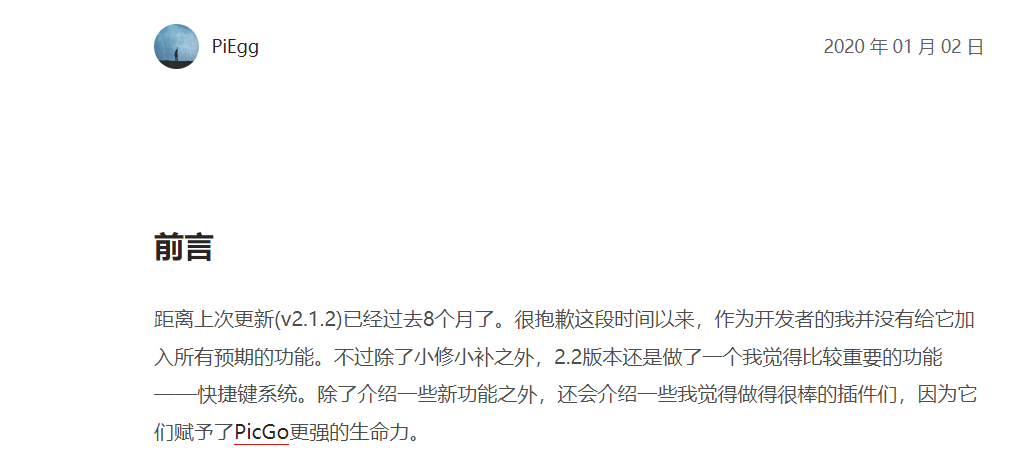 PiEgg
2020 年 01 月 02 日
前言
距离上次更新(v2.1.2)已经过去8个月了。很抱歉这段时间以来，作为开发者的我并没有给它加
入所有预期的功能。不过除了小修小补之外，2.2版本还是做了一个我觉得比较重要的功能
——快捷键系统。除了介绍一些新功能之外，还会介绍一些我觉得做得很棒的插件们，因为它
们赋予了PicGo更强的生命力。